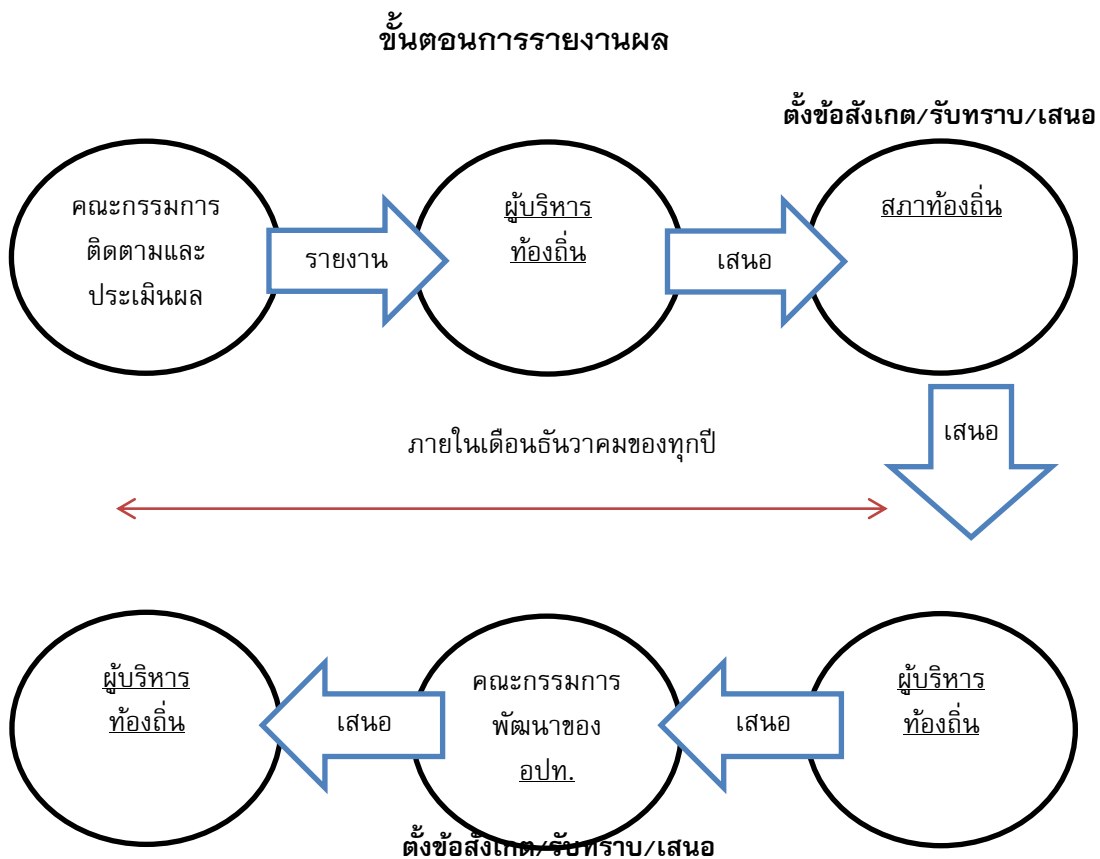 ขั้นตอนการรายงานผล
ตั้งข้อสังเกต/รับทราบ/เสนอ
คณะกรรมการ
ติดตามและ
ประเมินผล
รายงาน
ผู้บริหาร
ท้องถิ่น
เสนอ
สภาท้องถิ่น
เสนอ
ภายในเดือนธันวาคมของทุกปี
ผู้บริหาร
ท้องถิ่น
เสนอ
คณะกรรมการ
พัฒนาของ
อปท.
เสนอ
ผู้บริหาร
ท้องถิ่น
ตั้งข้อสังเกต/รับทราบ/เสนอ